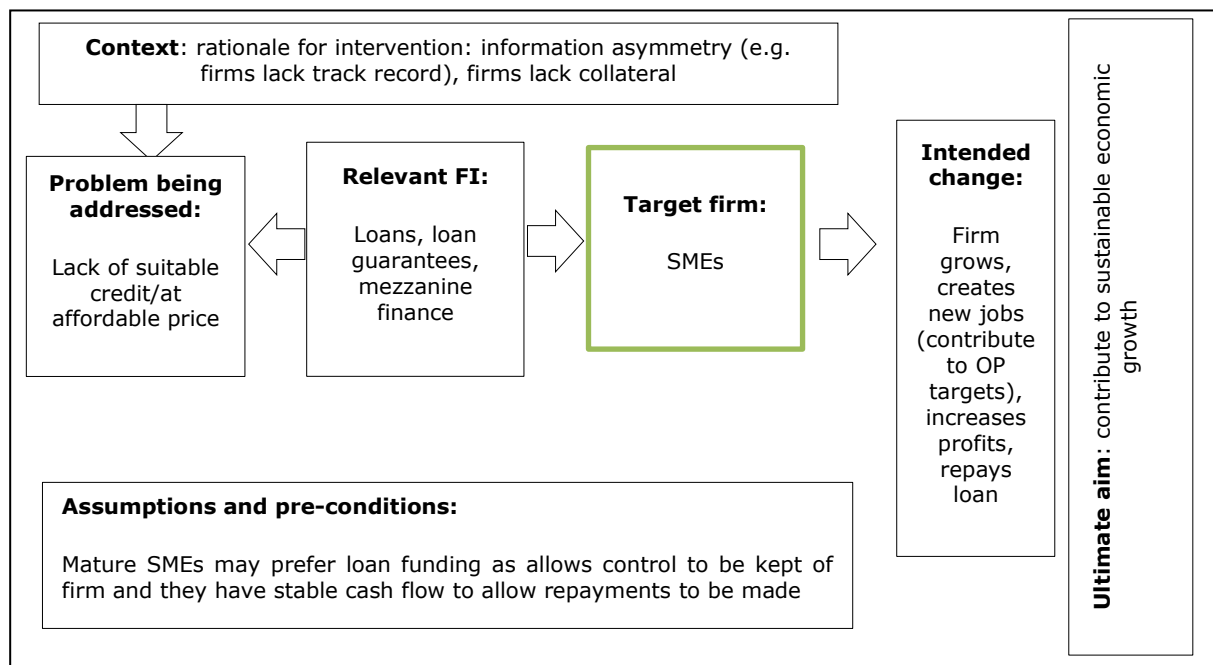 Context: rationale for intervention: information asymmetry (e.g.
firms lack track record), firms lack collateral
Problem being
addressed:
Lack of suitable
credit/at
affordable price
Relevant FI:
Loans, loan
guarantees,
mezzanine
finance
Target firm:
SMEs
Intended
change:
Firm
grows,
creates
new jobs
(contribute
to OP
targets),
increases
profits,
repays
loan
Ultimate aim: contribute to sustainable economic
growth
Assumptions and pre-conditions:
Mature SMEs may prefer loan funding as allows control to be kept of
firm and they have stable cash flow to allow repayments to be made